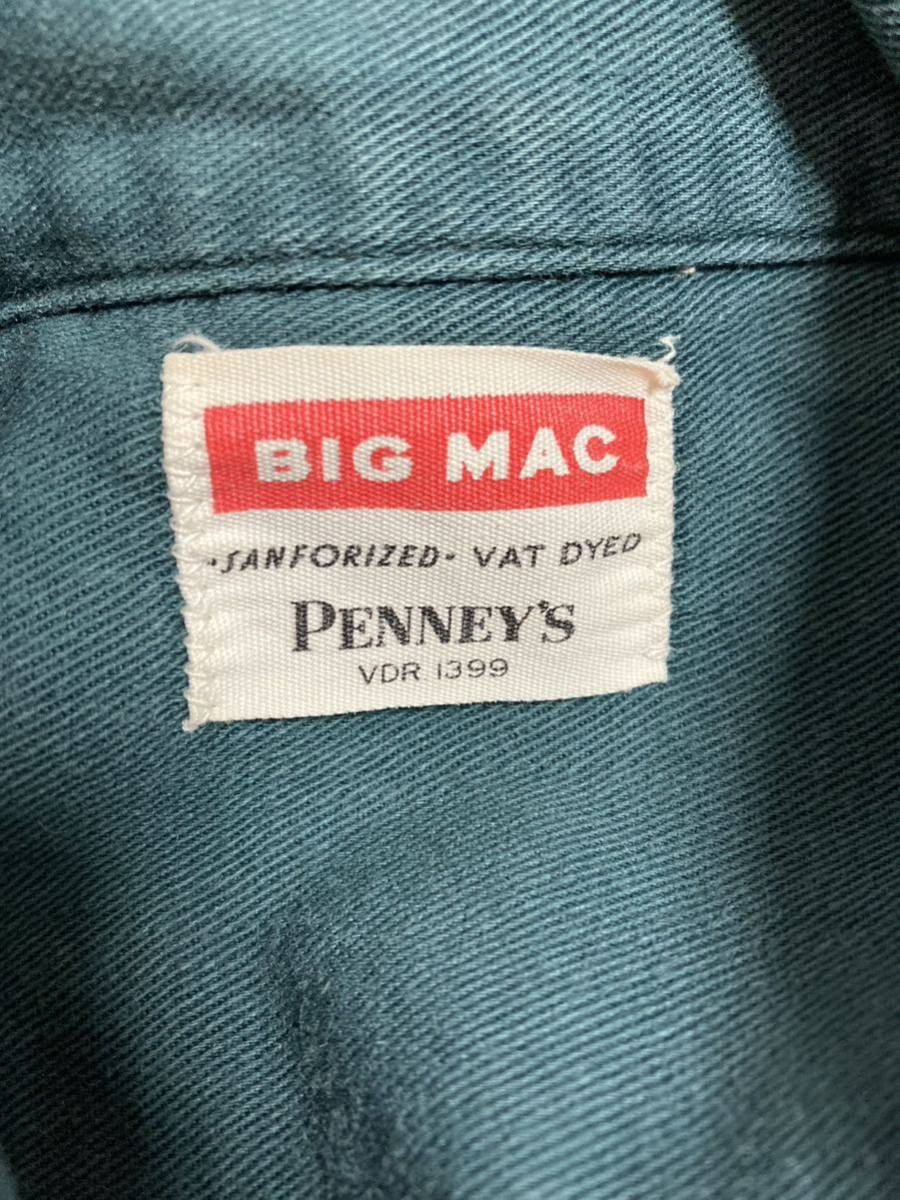 BIG MAC
·SANFORIZED· VAT DYED
PENNEY'S
VDR 1399